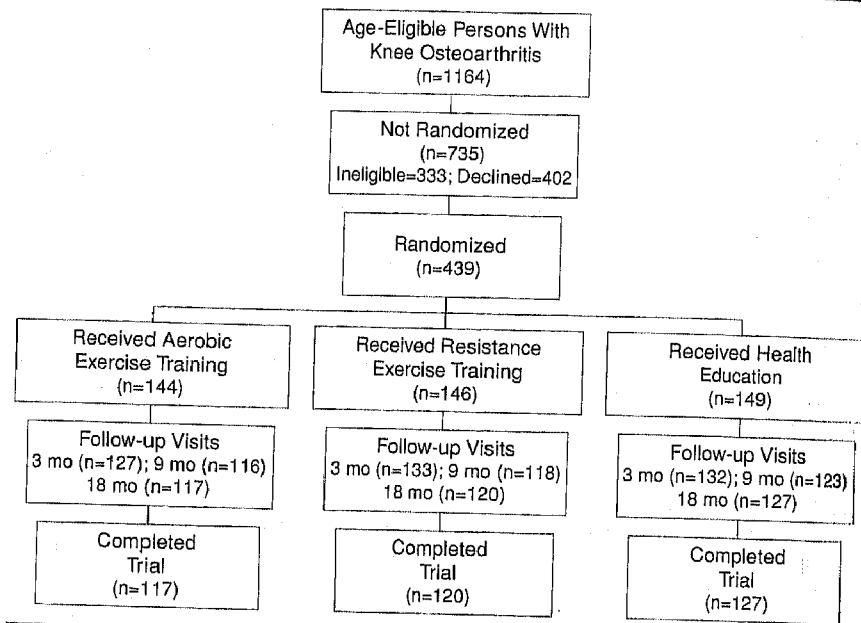 Age-Eligible Persons With
Knee Osteoarthritis
(n=1164)
Not Randomized
(n=735)
Ineligible=333; Declined=402
Randomized
(n=439)
Received Aerobic
Exercise Training
(n=144)
Received Resistance
Exercise Training
(n=146)
Received Health
Education
(n=149)
Follow-up Visits
3 mo (n=127); 9 mo (n=116)
18 mo (n=117)
Follow-up Visits
3 mo (n=133); 9 mo (n=118)
18 mo (n=120)
Follow-up Visits
3 mo (n=132); 9 mo (n=123)
18 mo (n=127)
Completed
Trial
(n=117)
Completed
Trial
(n=120)
Completed
Trial
(n=127)